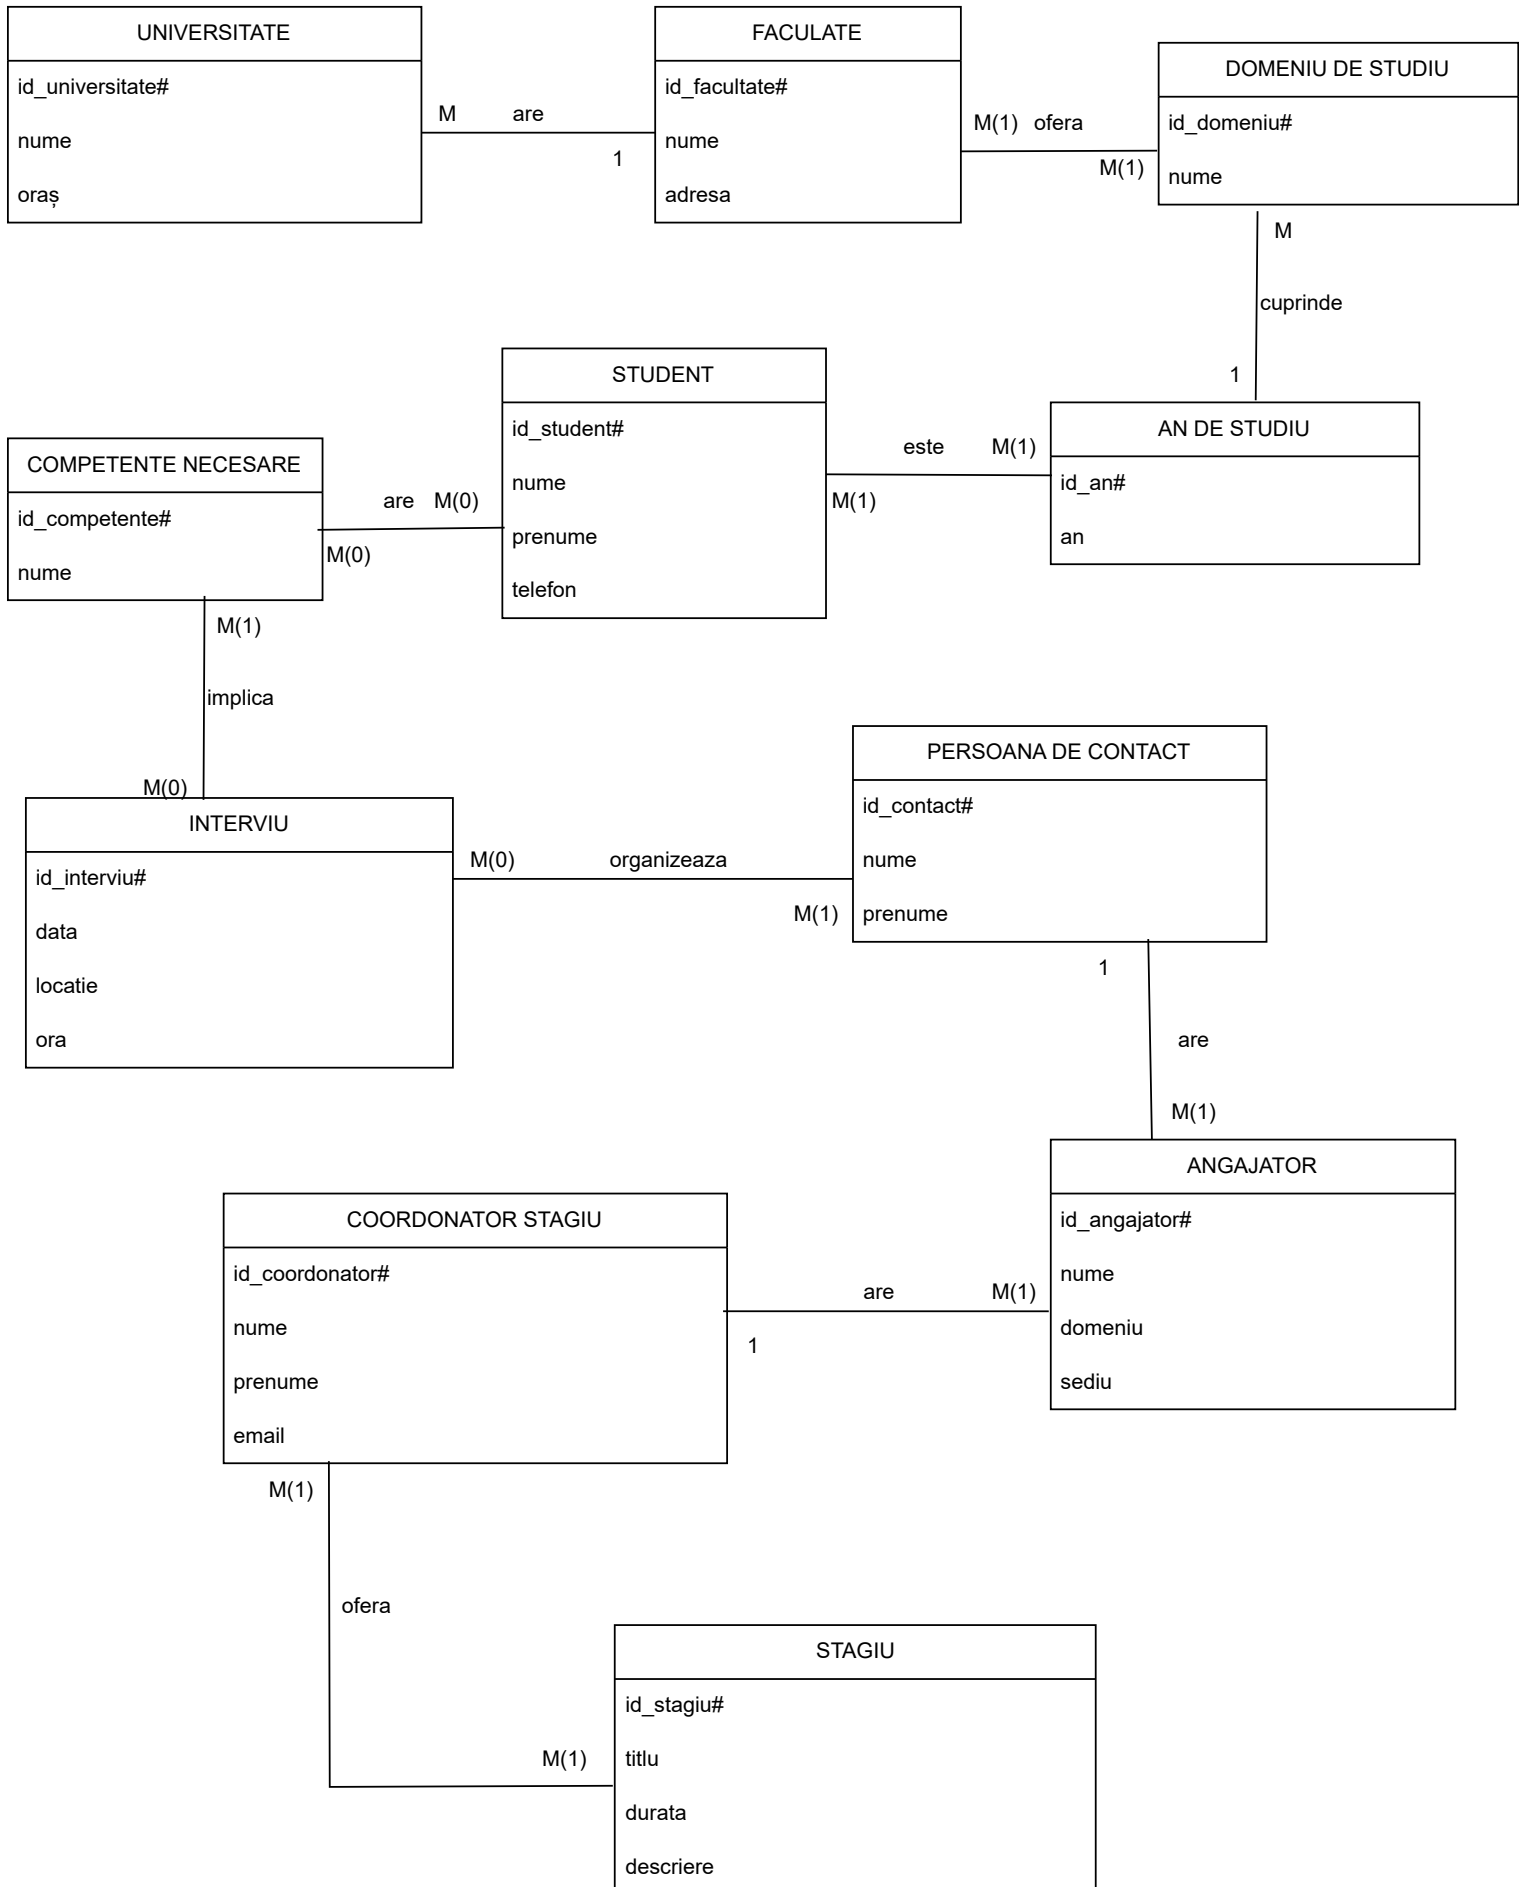 UNIVERSITATE
id_universitate#
nume
oraș
M
are
1
FACULATE
id_facultate#
nume
adresa
M(1)
ofera
M(1)
DOMENIU DE STUDIU
id_domeniu#
nume
M
cuprinde
1
AN DE STUDIU
id_an#
an
este
M(1)
M(1)
STUDENT
id_student#
nume
prenume
telefon
are
M(0)
M(0)
COMPETENTE NECESARE
id_competente#
nume
M(1)
implica
M(0)
INTERVIU
id_interviu#
data
locatie
ora
M(0)
organizeaza
M(1)
PERSOANA DE CONTACT
id_contact#
nume
prenume
1
are
M(1)
ANGAJATOR
id_angajator#
nume
domeniu
sediu
are
M(1)
1
COORDONATOR STAGIU
id_coordonator#
nume
prenume
email
M(1)
ofera
M(1)
STAGIU
id_stagiu#
titlu
durata
descriere